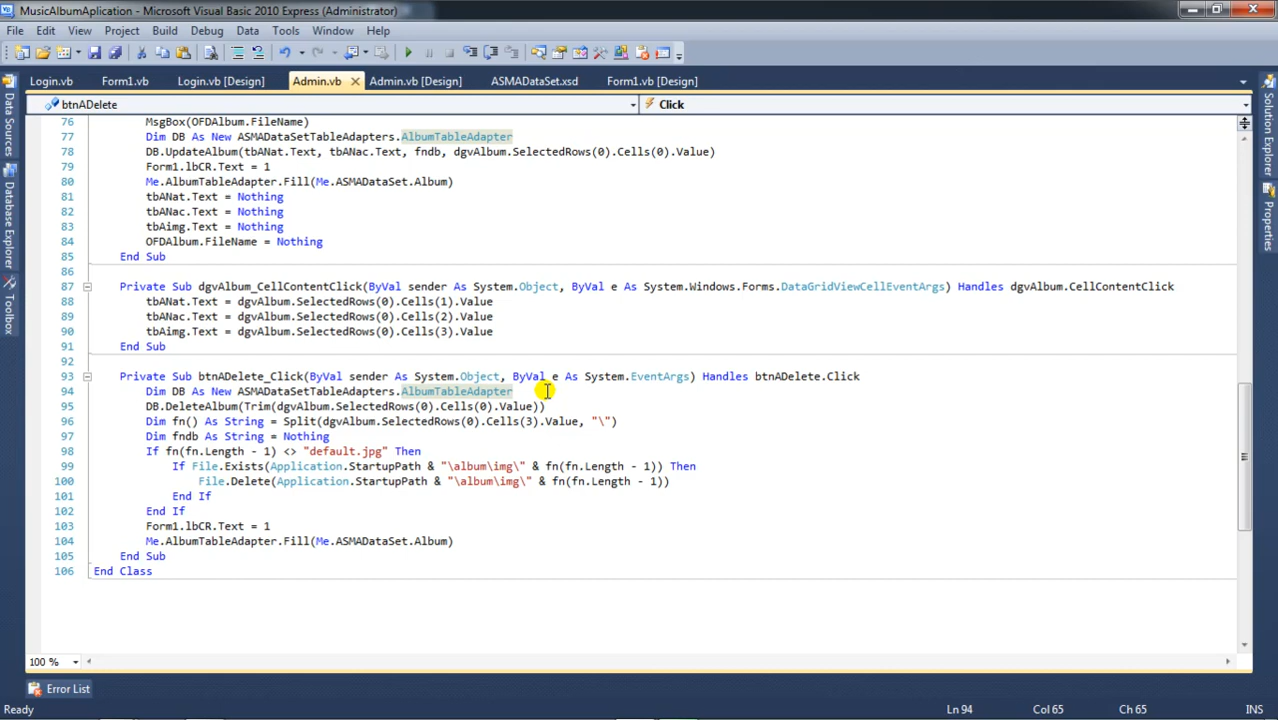 MusicAlbumAplication - Microsoft Visual Basic 2010 Express (Administrator)
File Edit View Project Build Debug Data Tools Window Help
Login.vb Form1.vb Login.vb [Design] Admin.vb Admin.vb [Design] ASMADataSet.xsd Form1.vb [Design]
btnADelete Click
76 MsgBox(OFDAlbum.FileName)
77 Dim DB As New ASMADataSetTableAdapters.AlbumTableAdapter
78 DB.UpdateAlbum(tbANat.Text, tbANac.Text, fndb, dgvAlbum.SelectedRows(0).Cells(0).Value)
79 Form1.lbCR.Text = 1
80 Me.AlbumTableAdapter.Fill(Me.ASMADataSet.Album)
81 tbANat.Text = Nothing
82 tbANac.Text = Nothing
83 tbAimg.Text = Nothing
84 OFDAlbum.FileName = Nothing
85 End Sub
86
87 Private Sub dgvAlbum_CellContentClick(ByVal sender As System.Object, ByVal e As System.Windows.Forms.DataGridViewCellEventArgs) Handles dgvAlbum.CellContentClick
88 tbANat.Text = dgvAlbum.SelectedRows(0).Cells(1).Value
89 tbANac.Text = dgvAlbum.SelectedRows(0).Cells(2).Value
90 tbAimg.Text = dgvAlbum.SelectedRows(0).Cells(3).Value
91 End Sub
92
93 Private Sub btnADelete_Click(ByVal sender As System.Object, ByVal e As System.EventArgs) Handles btnADelete.Click
94 Dim DB As New ASMADataSetTableAdapters.AlbumTableAdapter
95 DB.DeleteAlbum(Trim(dgvAlbum.SelectedRows(0).Cells(0).Value))
96 Dim fn() As String = Split(dgvAlbum.SelectedRows(0).Cells(3).Value, "\")
97 Dim fndb As String = Nothing
98 If fn(fn.Length - 1) <> "default.jpg" Then
99 If File.Exists(Application.StartupPath & "\album\img\" & fn(fn.Length - 1)) Then
100 File.Delete(Application.StartupPath & "\album\img\" & fn(fn.Length - 1))
101 End If
102 End If
103 Form1.lbCR.Text = 1
104 Me.AlbumTableAdapter.Fill(Me.ASMADataSet.Album)
105 End Sub
106 End Class
100 %
Error List
Ready Ln 94 Col 65 Ch 65 INS
Data Sources
Database Explorer
Toolbox
Solution Explorer
Properties